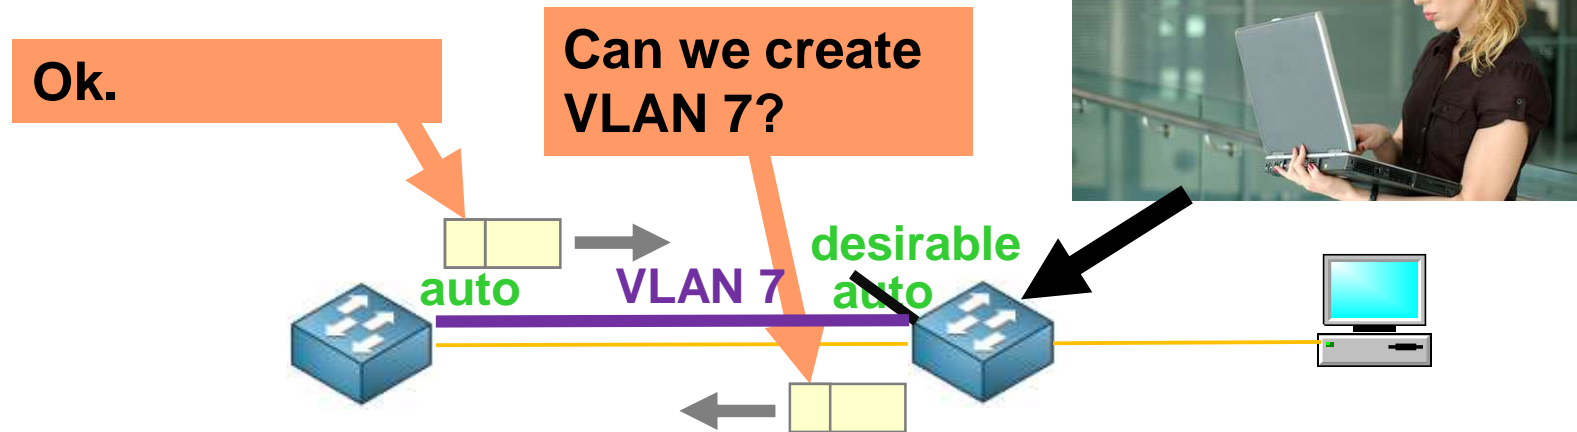 Ok.
Can we create
VLAN 7?
desirable
auto
VLAN 7
auto